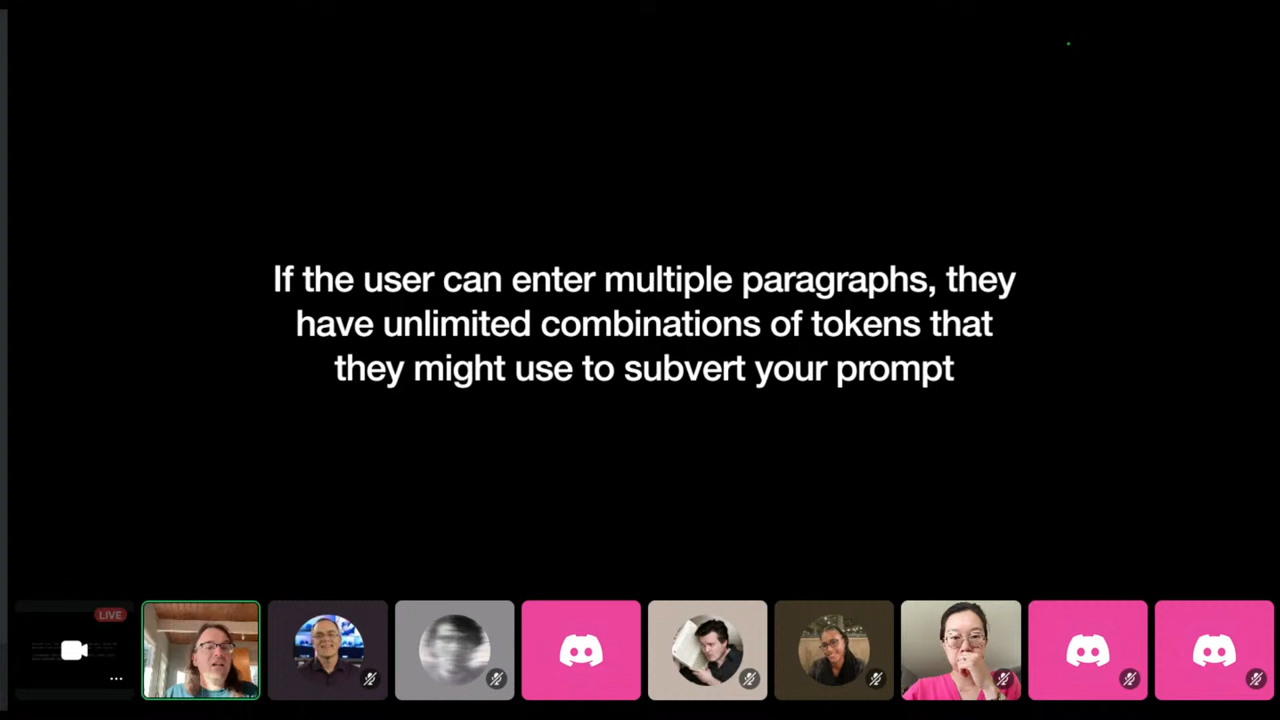 If the user can enter multiple paragraphs, they
have unlimited combinations of tokens that
they might use to subvert your prompt
LIVE